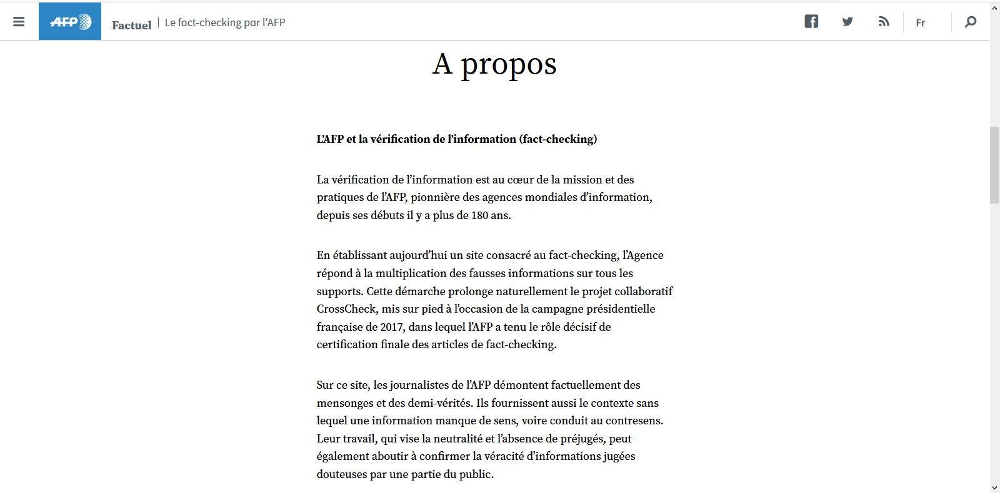 AFP
Factuel
Le fact-checking par l'AFP
Fr
A propos
L’AFP et la vérification de l’information (fact-checking)
La vérification de l’information est au cœur de la mission et des
pratiques de l’AFP, pionnière des agences mondiales d’information,
depuis ses débuts il y a plus de 180 ans.
En établissant aujourd’hui un site consacré au fact-checking, l’Agence
répond à la multiplication des fausses informations sur tous les
supports. Cette démarche prolonge naturellement le projet collaboratif
CrossCheck, mis sur pied à l’occasion de la campagne présidentielle
française de 2017, dans lequel l’AFP a tenu le rôle décisif de
certification finale des articles de fact-checking.
Sur ce site, les journalistes de l’AFP démontent factuellement des
mensonges et des demi-vérités. Ils fournissent aussi le contexte sans
lequel une information manque de sens, voire conduit au contresens.
Leur travail, qui vise la neutralité et l’absence de préjugés, peut
également aboutir à confirmer la véracité d’informations jugées
douteuses par une partie du public.